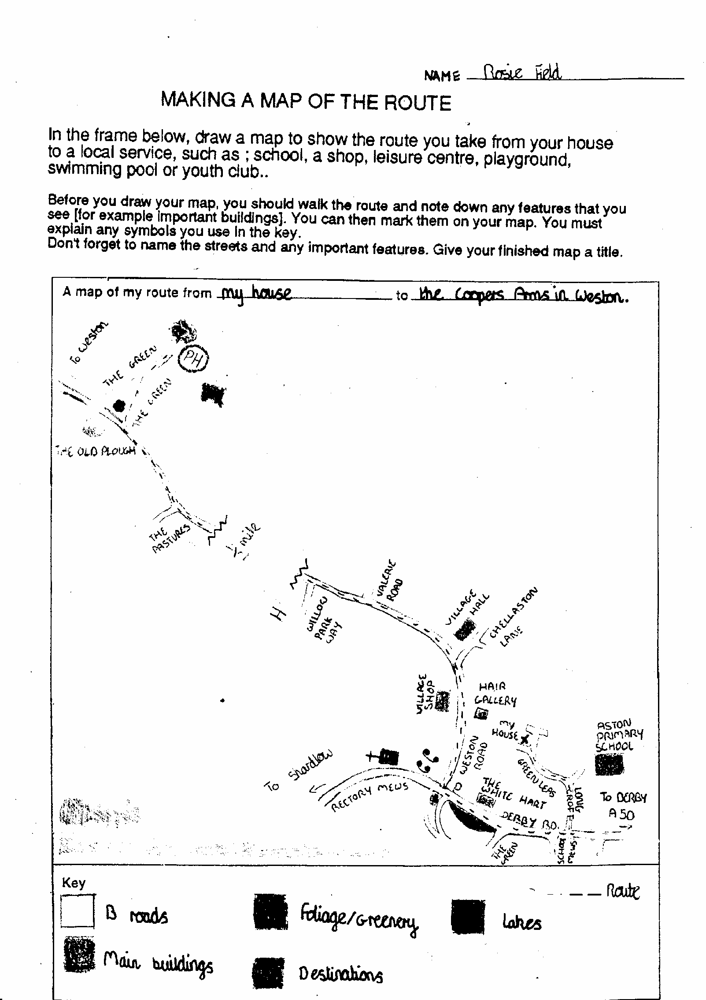 NAME Rosie Field
MAKING A MAP OF THE ROUTE
In the frame below, draw a map to show the route you take from your house
to a local service, such as ; school, a shop, leisure centre, playground,
swimming pool or youth club..
Before you draw your map, you should walk the route and note down any features that you
see [for example important buildings]. You can then mark them on your map. You must
explain any symbols you use in the key.
Don't forget to name the streets and any important features. Give your finished map a title.
A map of my route from my house to the Coopers Arms in Weston.
To Weston
THE GREEN
PH
THE GREEN
THE OLD PLOUGH
THE
PASTURES
½ mile
VALERIE
ROAD
H
WILLOW
PARK
WAY
VILLAGE
HALL
CHELLASTON
LANE
VILLAGE
SHOP
HAIR
GALLERY
MY
HOUSE
ASTON
PRIMARY
SCHOOL
WESTON
ROAD
To Shardlow
RECTORY MEWS
P
THE
WHITE HART
GREEN LEAS
LONG
CROFT
To DERBY
A50
DERBY RD.
THE
GREEN
SCHOOL
MEWS
Key
Route
B roads
Foliage/Greenery
Lakes
Main buildings
Destinations